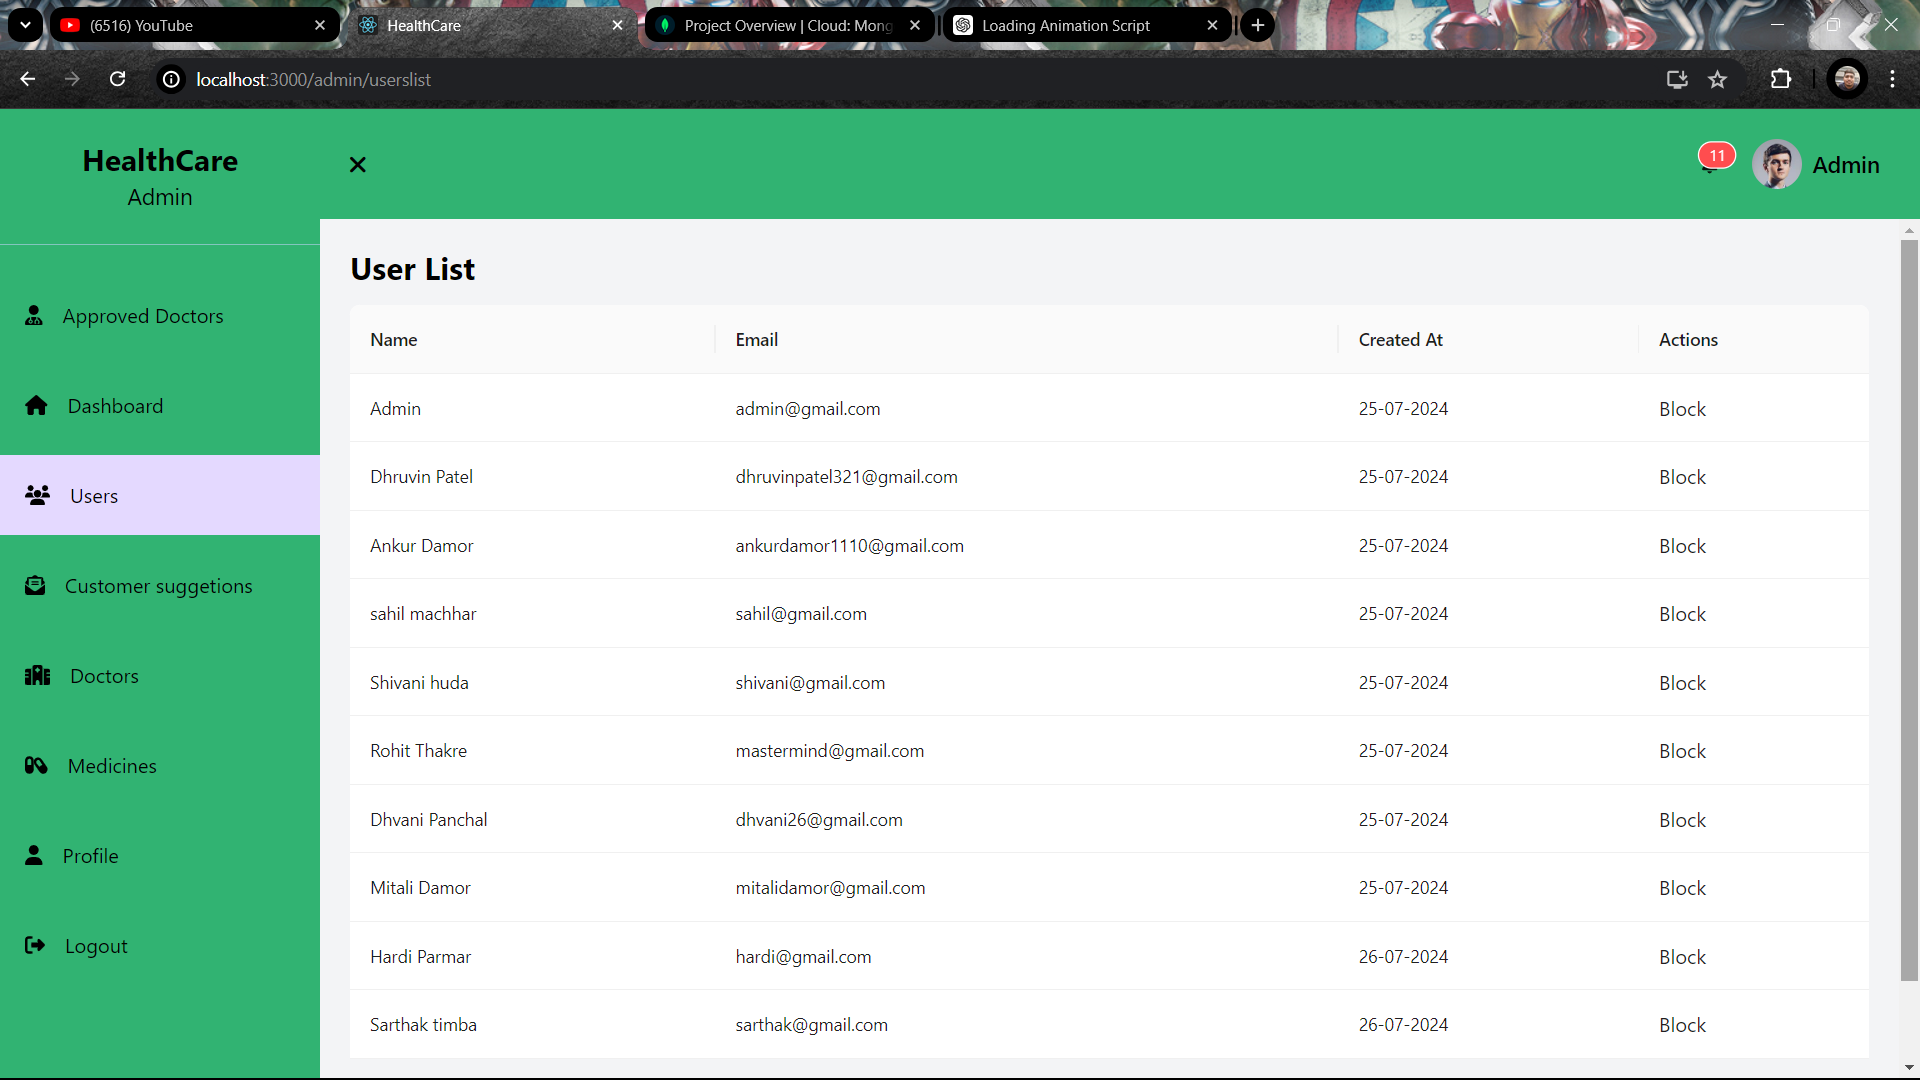 (6516) YouTube
HealthCare
Project Overview | Cloud: Mong
Loading Animation Script
localhost:3000/admin/userslist
HealthCare
Admin
11
Admin
Approved Doctors
Dashboard
Users
Customer suggetions
Doctors
Medicines
Profile
Logout
User List
Name Email Created At Actions
Admin admin@gmail.com 25-07-2024 Block
Dhruvin Patel dhruvinpatel321@gmail.com 25-07-2024 Block
Ankur Damor ankurdamor1110@gmail.com 25-07-2024 Block
sahil machhar sahil@gmail.com 25-07-2024 Block
Shivani huda shivani@gmail.com 25-07-2024 Block
Rohit Thakre mastermind@gmail.com 25-07-2024 Block
Dhvani Panchal dhvani26@gmail.com 25-07-2024 Block
Mitali Damor mitalidamor@gmail.com 25-07-2024 Block
Hardi Parmar hardi@gmail.com 26-07-2024 Block
Sarthak timba sarthak@gmail.com 26-07-2024 Block